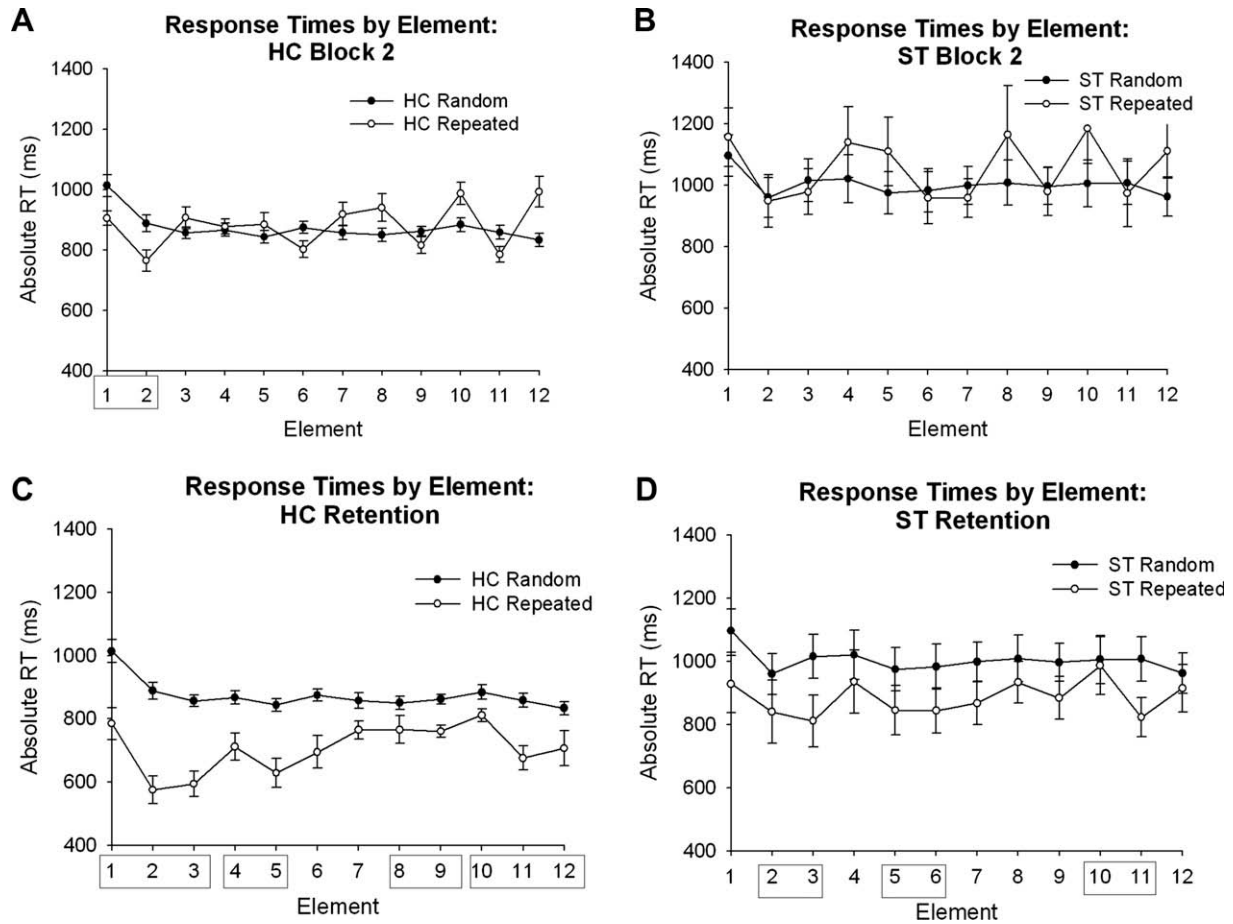 A
Response Times by Element:
HC Block 2
1400
1200
1000
800
600
400
Absolute RT (ms)
HC Random
HC Repeated
1 2 3 4 5 6 7 8 9 10 11 12
Element
B
Response Times by Element:
ST Block 2
1400
1200
1000
800
600
400
Absolute RT (ms)
ST Random
ST Repeated
1 2 3 4 5 6 7 8 9 10 11 12
Element
C
Response Times by Element:
HC Retention
1400
1200
1000
800
600
400
Absolute RT (ms)
HC Random
HC Repeated
1 2 3 4 5 6 7 8 9 10 11 12
Element
D
Response Times by Element:
ST Retention
1400
1200
1000
800
600
400
Absolute RT (ms)
ST Random
ST Repeated
1 2 3 4 5 6 7 8 9 10 11 12
Element